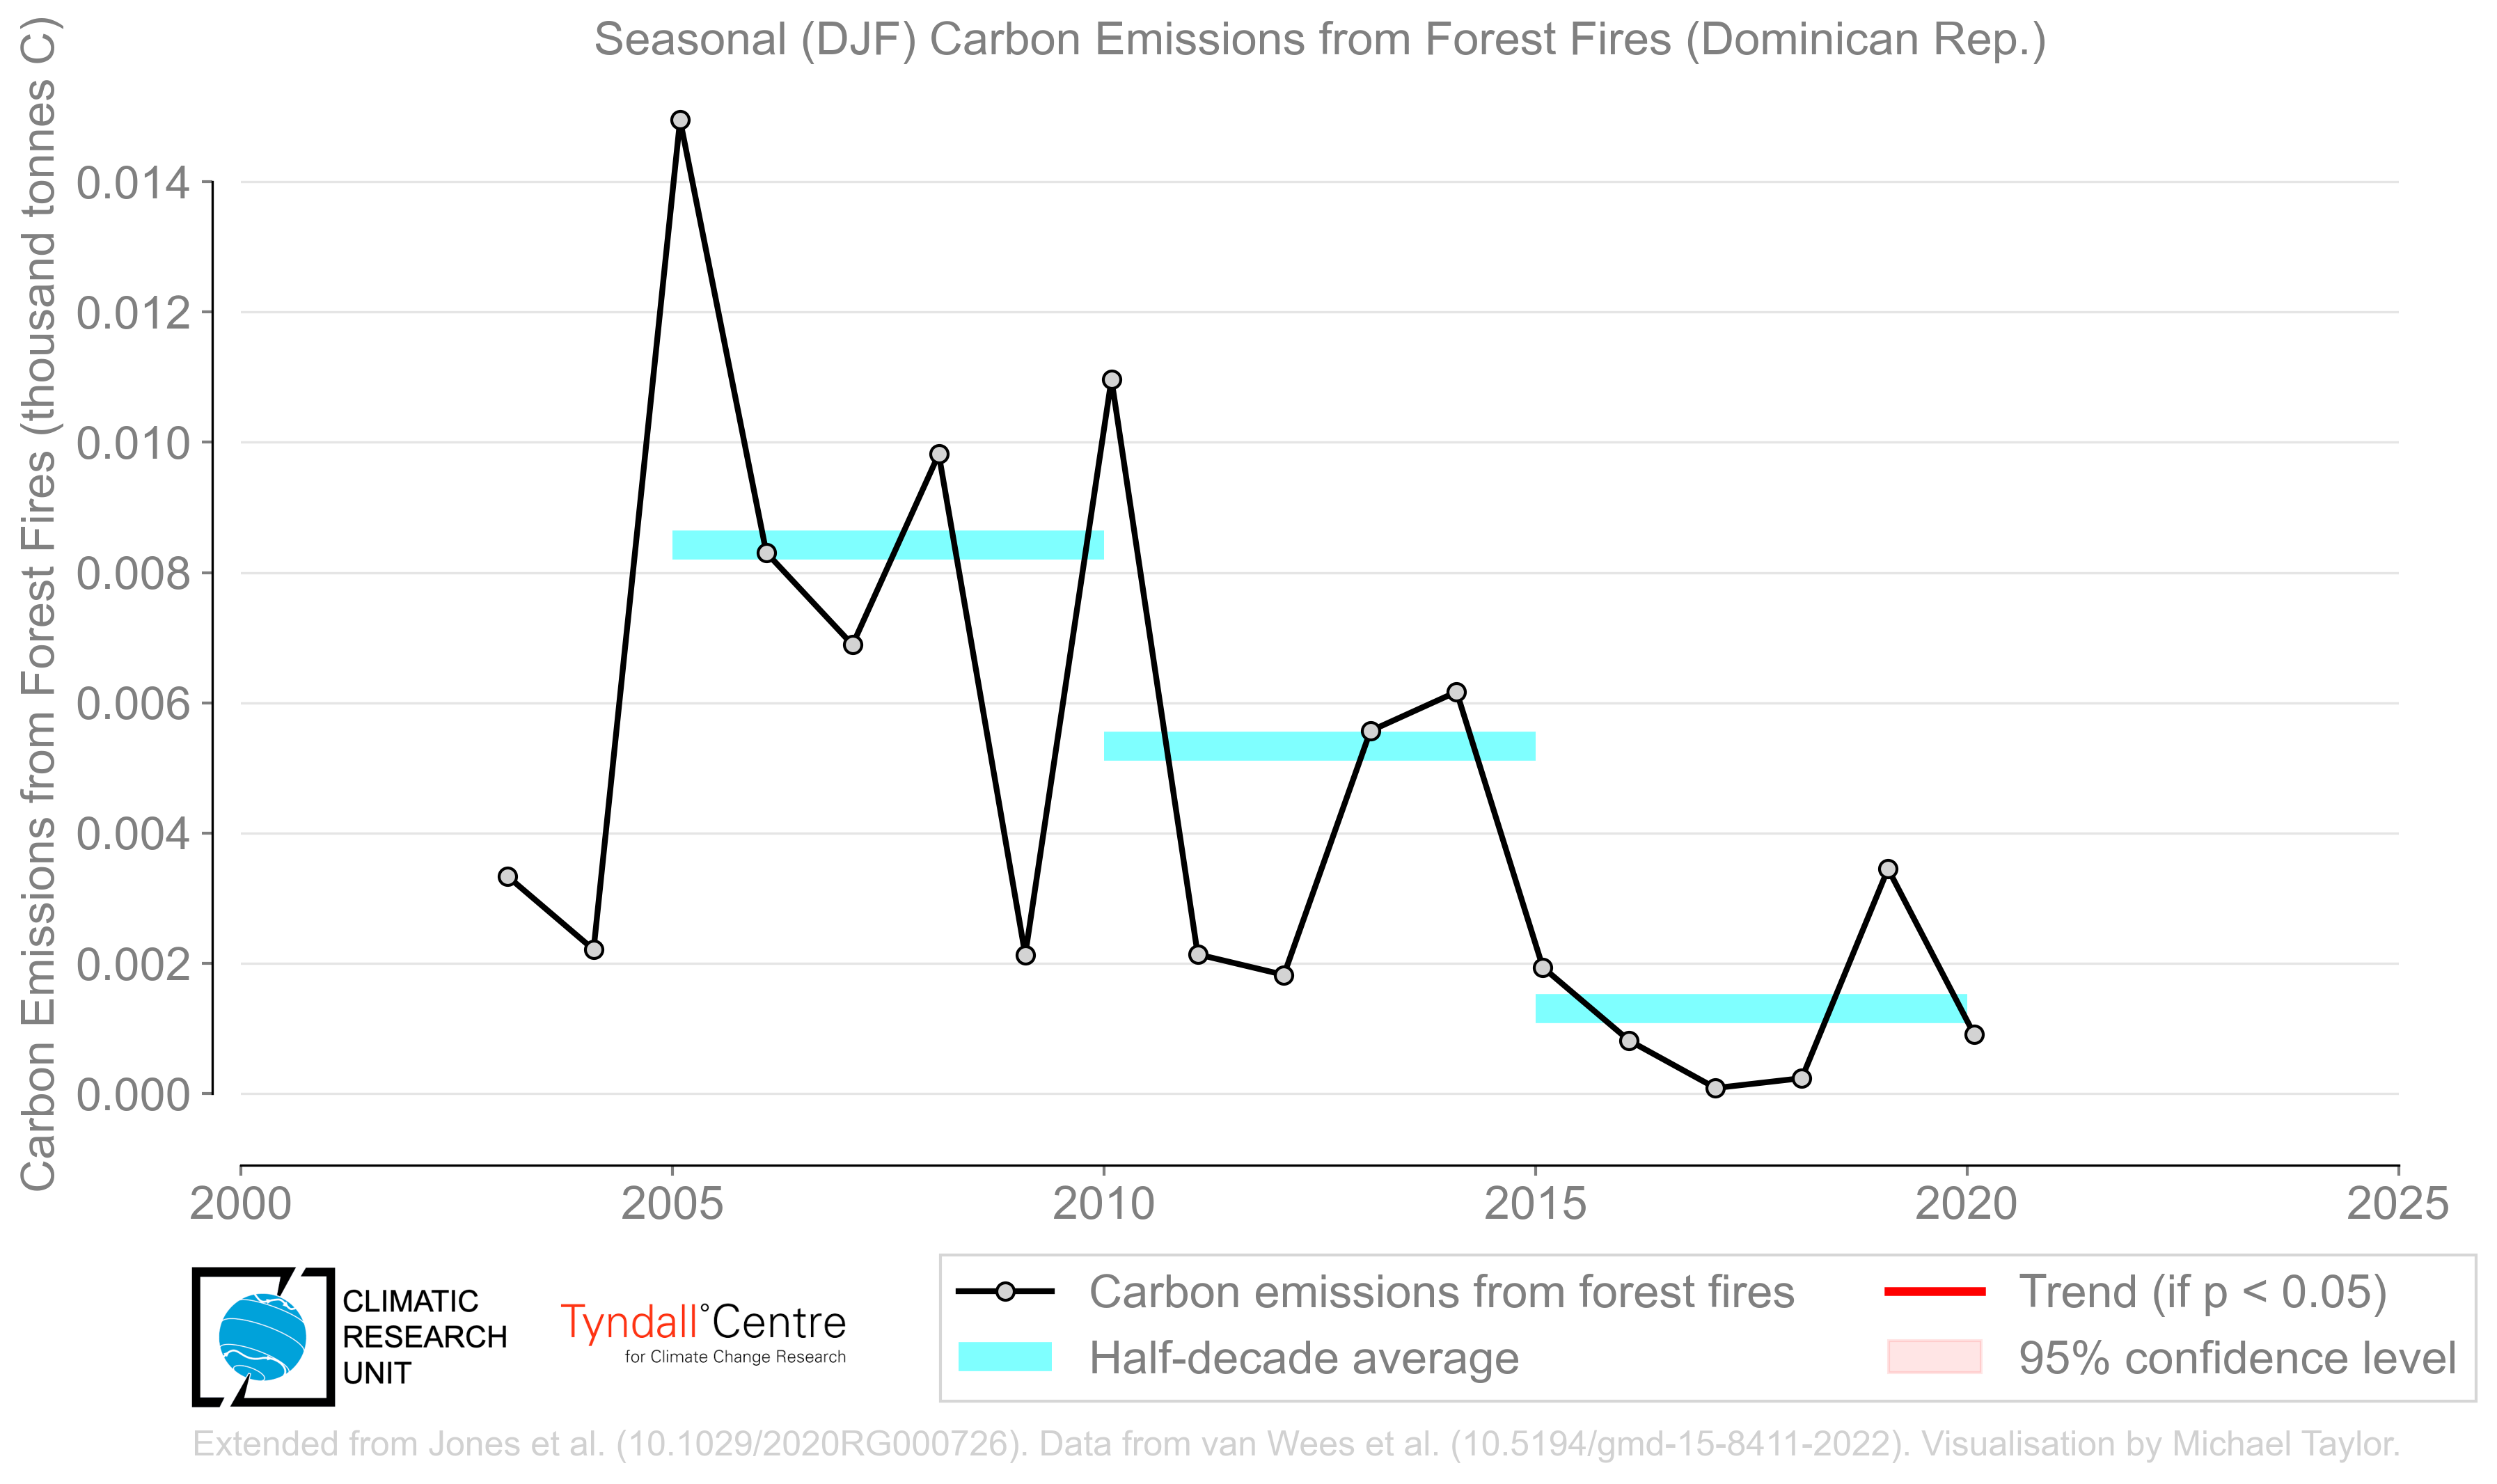 Seasonal (DJF) Carbon Emissions from Forest Fires (Dominican Rep.)
Carbon Emissions from Forest Fires (thousand tonnes C)
0.014
0.012
0.010
0.008
0.006
0.004
0.002
0.000
2000 2005 2010 2015 2020 2025
CLIMATIC
RESEARCH
UNIT
Tyndall°Centre
for Climate Change Research
Carbon emissions from forest fires
Half-decade average
Trend (if p < 0.05)
95% confidence level
Extended from Jones et al. (10.1029/2020RG000726). Data from van Wees et al. (10.5194/gmd-15-8411-2022). Visualisation by Michael Taylor.